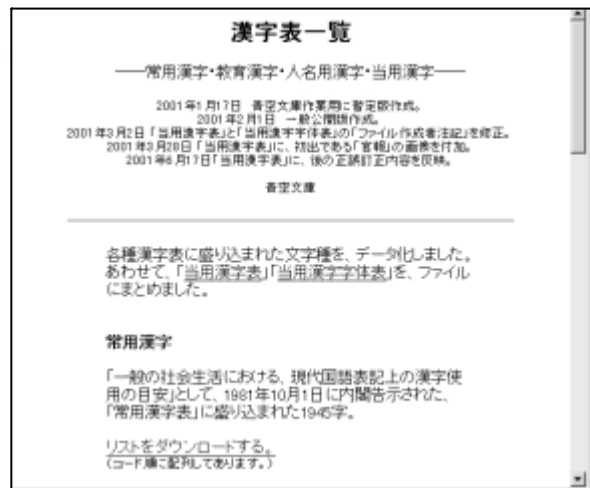 漢字表一覧
──常用漢字・教育漢字・人名用漢字・当用漢字──
2001年1月17日 青空文庫作業用に暫定版作成。
2001年2月1日 一般公開版作成。
2001年3月2日「当用漢字表」と「当用漢字字体表」の「ファイル作成者注記」を修正。
2001年3月28日「当用漢字表」に、初出である「官報」の画像を付加。
2001年6月17日「当用漢字表」に、後の正誤訂正内容を反映。
青空文庫
各種漢字表に盛り込まれた文字種を、データ化しました。
あわせて、「当用漢字表」「当用漢字字体表」を、ファイル
にまとめました。
常用漢字
「一般の社会生活における、現代国語表記上の漢字使
用の目安」として、1981年10月1日に内閣告示された、
「常用漢字表」に盛り込まれた1945字。
リストをダウンロードする。
(コード順に配列してあります。)